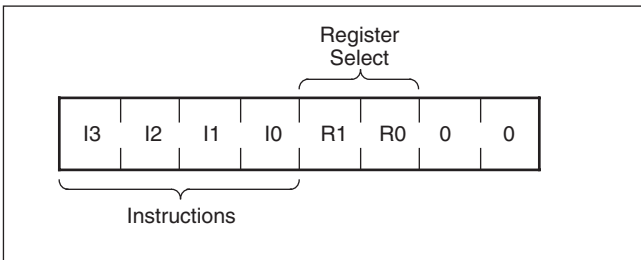 Register
Select
I3 I2 I1 I0 R1 R0 0 0
Instructions